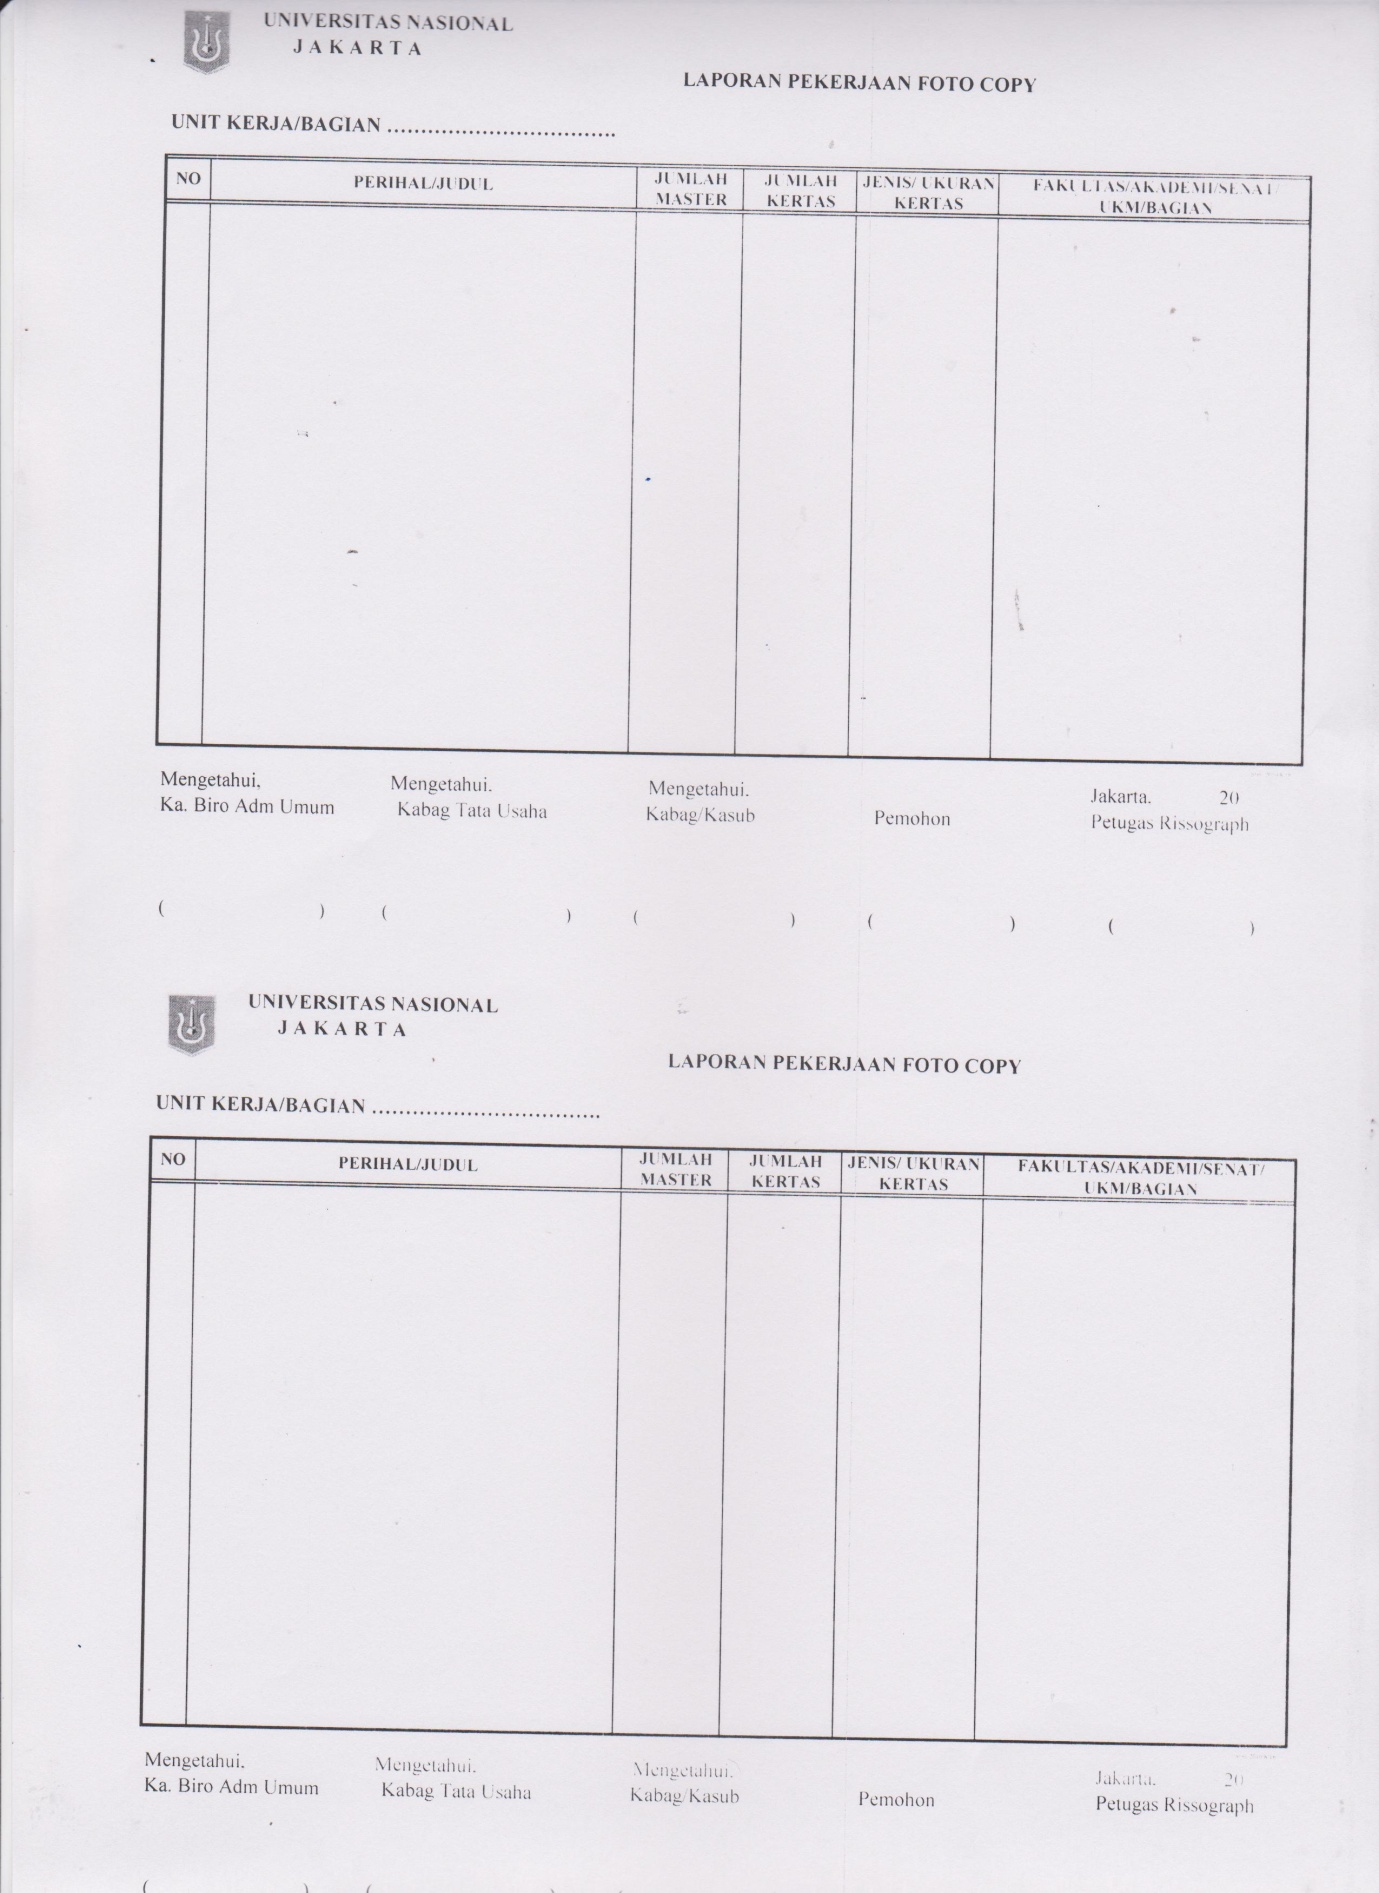 UNIVERSITAS NASIONAL
J A K A R T A
LAPORAN PEKERJAAN FOTO COPY
UNIT KERJA/BAGIAN ..................................
NO PERIHAL/JUDUL JUMLAH MASTER JUMLAH KERTAS JENIS/ UKURAN KERTAS FAKULTAS/AKADEMI/SENAT/ UKM/BAGIAN
Mengetahui, Mengetahui. Mengetahui. Jakarta. 20
Ka. Biro Adm Umum Kabag Tata Usaha Kabag/Kasub Pemohon Petugas Rissograph
( ) ( ) ( ) ( ) ( )
UNIVERSITAS NASIONAL
J A K A R T A
LAPORAN PEKERJAAN FOTO COPY
UNIT KERJA/BAGIAN ..................................
NO PERIHAL/JUDUL JUMLAH MASTER JUMLAH KERTAS JENIS/ UKURAN KERTAS FAKULTAS/AKADEMI/SENAT/ UKM/BAGIAN
Mengetahui. Mengetahui. Mengetahui. Jakarta. 20
Ka. Biro Adm Umum Kabag Tata Usaha Kabag/Kasub Pemohon Petugas Rissograph
( ) ( )